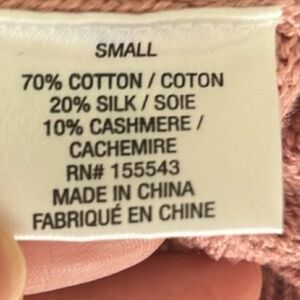 SMALL
70% COTTON / COTON
20% SILK / SOIE
10% CASHMERE /
CACHEMIRE
RN# 155543
MADE IN CHINA
FABRIQUÉ EN CHINE